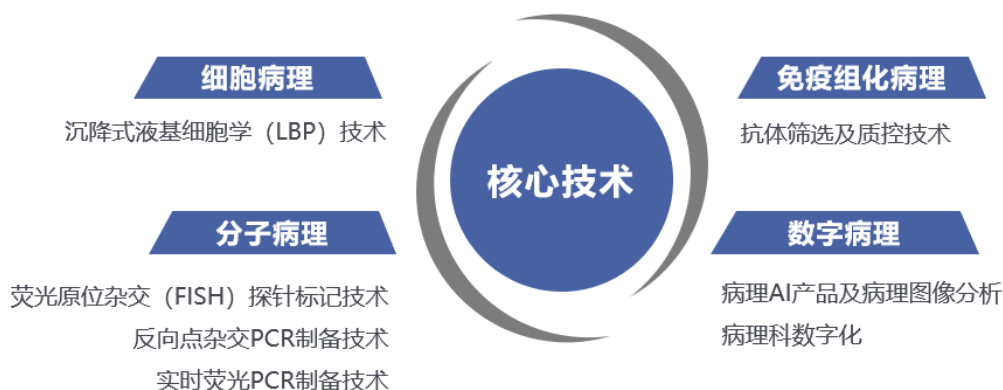 细胞病理
沉降式液基细胞学（LBP）技术
分子病理
荧光原位杂交（FISH）探针标记技术
反向点杂交PCR制备技术
实时荧光PCR制备技术
核心技术
免疫组化病理
抗体筛选及质控技术
数字病理
病理AI产品及病理图像分析
病理科数字化